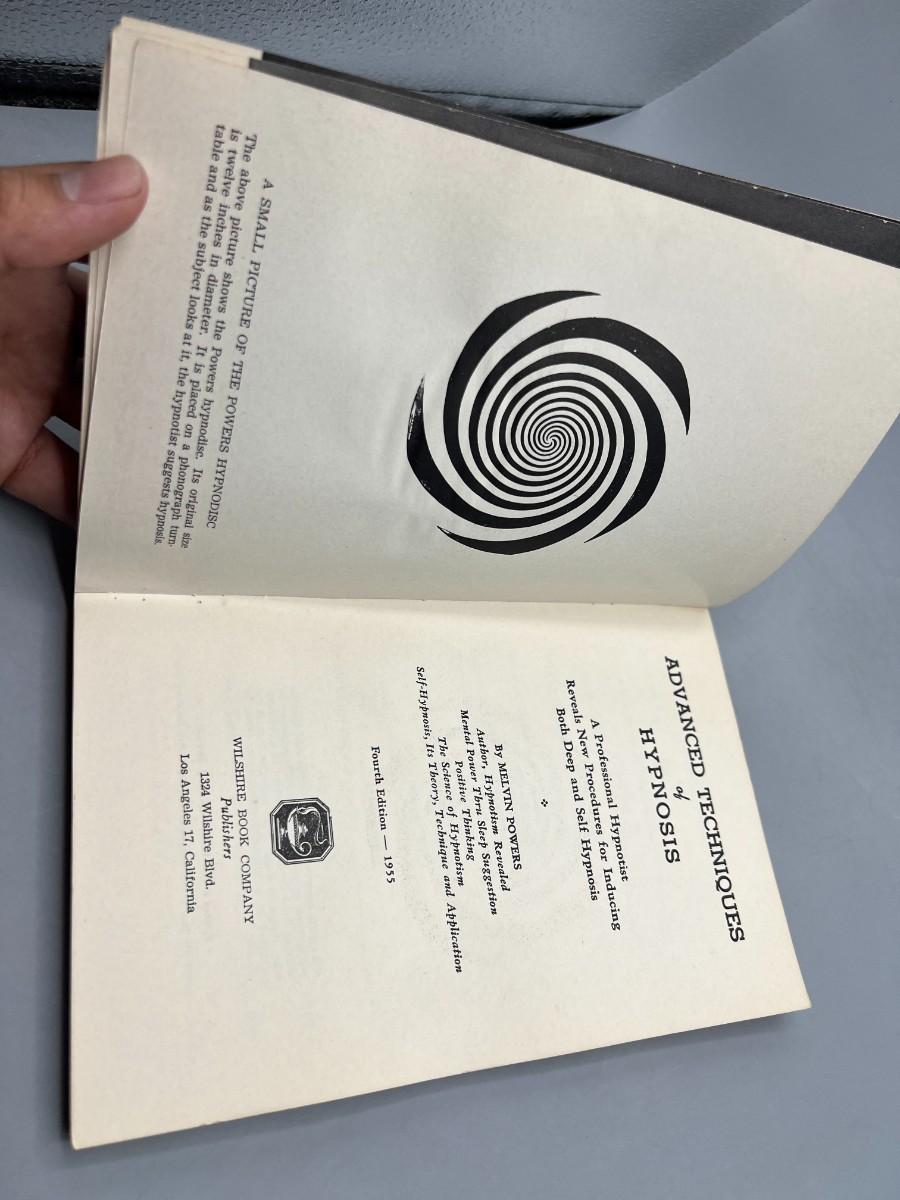 A SMALL PICTURE OF THE POWERS HYPNODISC
The above picture shows the Powers hypnodisc. Its original size
is twelve inches in diameter. It is placed on a phonograph turn-
table and as the subject looks at it, the hypnotist suggests hypnosis.
ADVANCED TECHNIQUES
of
HYPNOSIS
A Professional Hypnotist
Reveals New Procedures for Inducing
Both Deep and Self Hypnosis
By MELVIN POWERS
Author, Hypnotism Revealed
Mental Power Thru Sleep Suggestion
Positive Thinking
The Science of Hypnotism
Self-Hypnosis, Its Theory, Technique and Application
Fourth Edition — 1955
WILSHIRE BOOK COMPANY
Publishers
1324 Wilshire Blvd.
Los Angeles 17, California